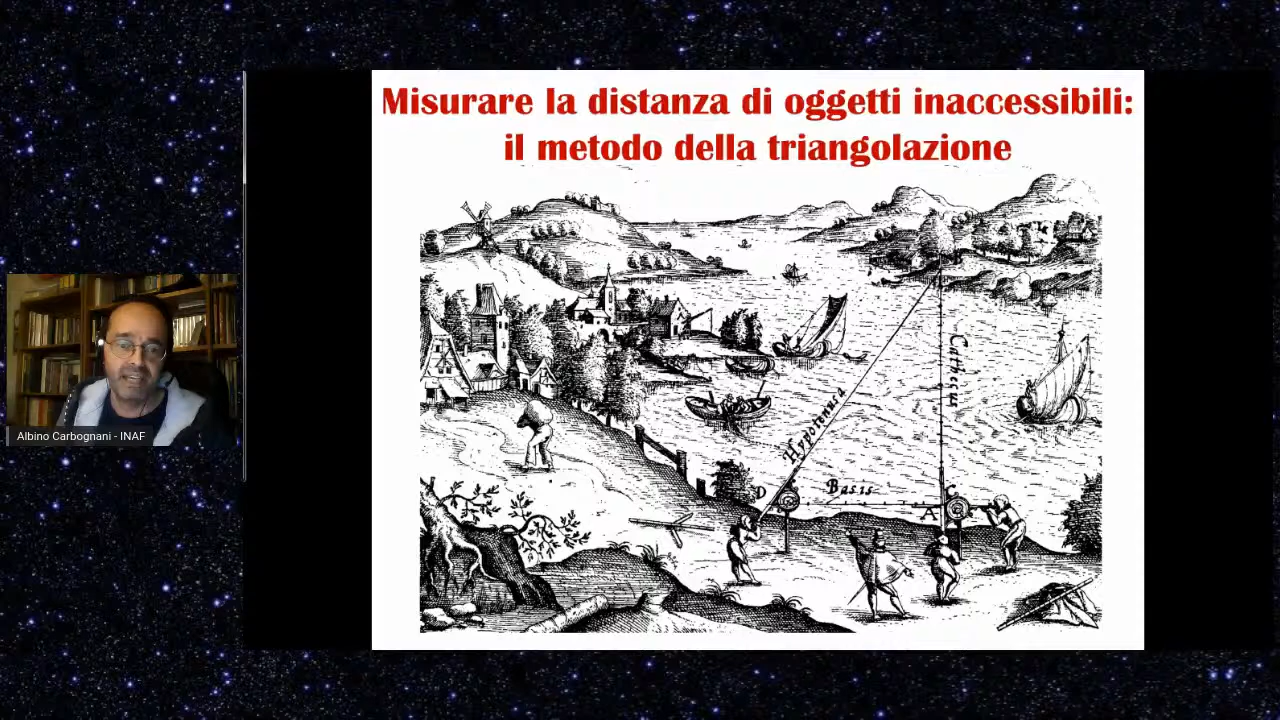 Misurare la distanza di oggetti inaccessibili:
il metodo della triangolazione
Hypotenusa
Cathetus
D
Basis
A
C
B
Albino Carbognani - INAF